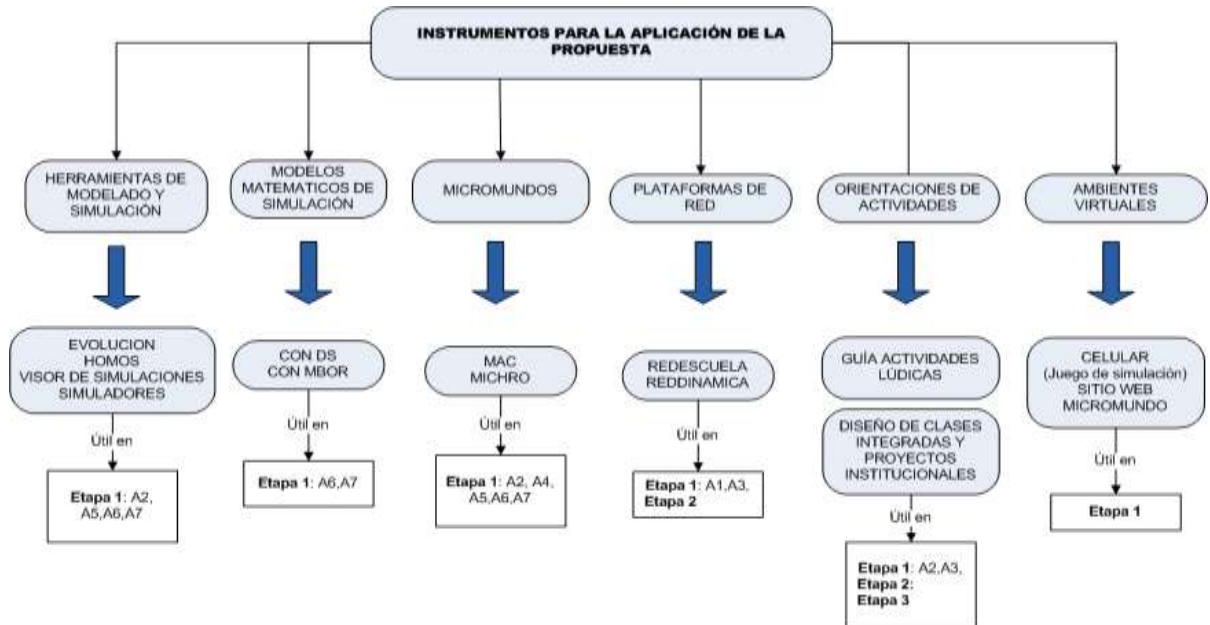 INSTRUMENTOS PARA LA APLICACIÓN DE LA
PROPUESTA
HERRAMIENTAS DE
MODELADO Y
SIMULACIÓN
MODELOS
MATEMATICOS DE
SIMULACIÓN
MICROMUNDOS
PLATAFORMAS DE
RED
ORIENTACIONES DE
ACTIVIDADES
AMBIENTES
VIRTUALES
EVOLUCION
HOMOS
VISOR DE SIMULACIONES
SIMULADORES
CON DS
CON MBOR
MAC
MICHRO
REDESCUELA
REDDINAMICA
GUÍA ACTIVIDADES
LÚDICAS
DISEÑO DE CLASES
INTEGRADAS Y
PROYECTOS
INSTITUCIONALES
CELULAR
(Juego de simulación)
SITIO WEB
MICROMUNDO
Útil en
Útil en
Útil en
Útil en
Útil en
Útil en
Etapa 1: A2,
A5,A6,A7
Etapa 1: A6,A7
Etapa 1: A2, A4,
A5,A6,A7
Etapa 1: A1,A3,
Etapa 2
Etapa 1: A2,A3,
Etapa 2:
Etapa 3
Etapa 1